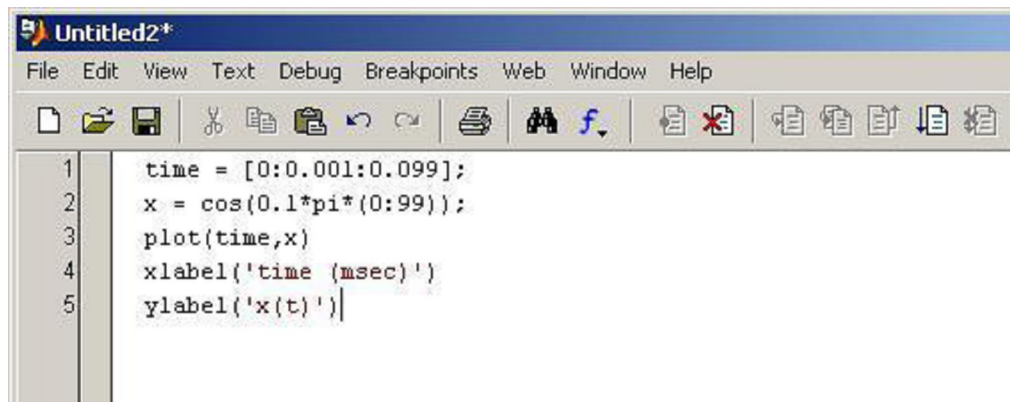 Untitled2*
File Edit View Text Debug Breakpoints Web Window Help
1 time = [0:0.001:0.099];
2 x = cos(0.1*pi*(0:99));
3 plot(time,x)
4 xlabel('time (msec)')
5 ylabel('x(t)')